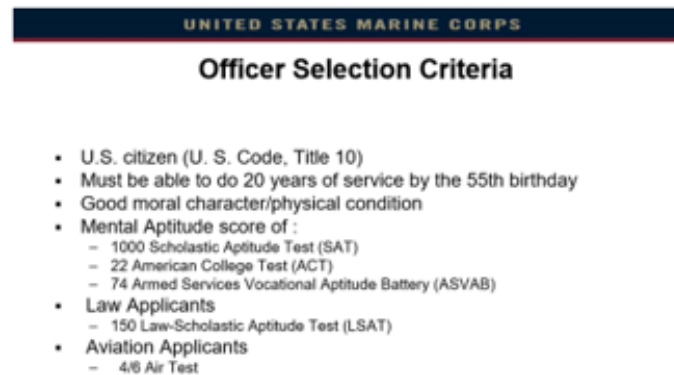 UNITED STATES MARINE CORPS
Officer Selection Criteria
▪ U.S. citizen (U. S. Code, Title 10)
▪ Must be able to do 20 years of service by the 55th birthday
▪ Good moral character/physical condition
▪ Mental Aptitude score of :
– 1000 Scholastic Aptitude Test (SAT)
– 22 American College Test (ACT)
– 74 Armed Services Vocational Aptitude Battery (ASVAB)
▪ Law Applicants
– 150 Law-Scholastic Aptitude Test (LSAT)
▪ Aviation Applicants
– 4/6 Air Test